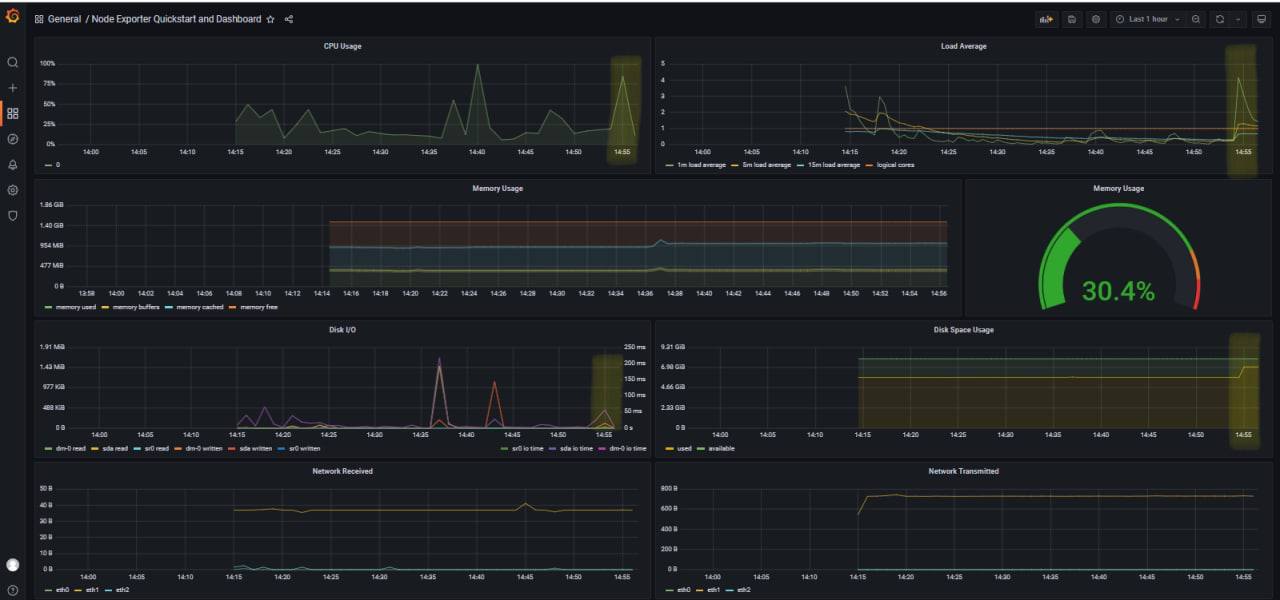 General / Node Exporter Quickstart and Dashboard
Last 1 hour
CPU Usage
100%
75%
50%
25%
0%
14:00 14:05 14:10 14:15 14:20 14:25 14:30 14:35 14:40 14:45 14:50 14:55
0
Load Average
5
4
3
2
1
0
14:00 14:05 14:10 14:15 14:20 14:25 14:30 14:35 14:40 14:45 14:50 14:55
1m load average 5m load average 15m load average logical cores
Memory Usage
1.86 GiB
1.40 GiB
954 MiB
477 MiB
0 B
13:58 14:00 14:02 14:04 14:06 14:08 14:10 14:12 14:14 14:16 14:18 14:20 14:22 14:24 14:26 14:28 14:30 14:32 14:34 14:36 14:38 14:40 14:42 14:44 14:46 14:48 14:50 14:52 14:54 14:56
memory used memory buffers memory cached memory free
Memory Usage
30.4%
Disk I/O
1.91 MiB
1.43 MiB
977 KiB
488 KiB
0 B
250 ms
200 ms
150 ms
100 ms
50 ms
0 s
14:00 14:05 14:10 14:15 14:20 14:25 14:30 14:35 14:40 14:45 14:50 14:55
dm-0 read sda read sr0 read dm-0 written sda written sr0 written sr0 io time sda io time dm-0 io time
Disk Space Usage
9.31 GiB
6.98 GiB
4.66 GiB
2.33 GiB
0 B
14:00 14:05 14:10 14:15 14:20 14:25 14:30 14:35 14:40 14:45 14:50 14:55
used available
Network Received
50 B
40 B
30 B
20 B
10 B
0 B
14:00 14:05 14:10 14:15 14:20 14:25 14:30 14:35 14:40 14:45 14:50 14:55
eth0 eth1 eth2
Network Transmitted
800 B
600 B
400 B
200 B
0 B
14:00 14:05 14:10 14:15 14:20 14:25 14:30 14:35 14:40 14:45 14:50 14:55
eth0 eth1 eth2